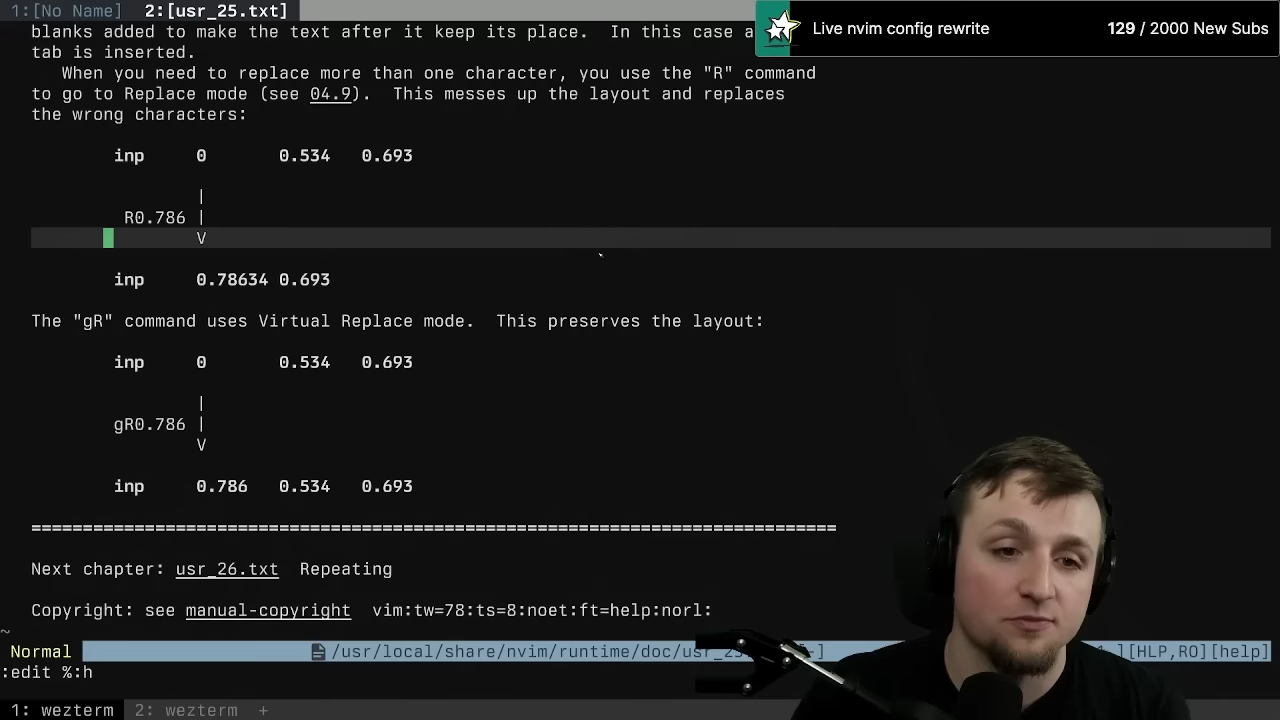 1:[No Name]  2:[usr_25.txt]
Live nvim config rewrite
129 / 2000 New Subs
blanks added to make the text after it keep its place.  In this case a
tab is inserted.
When you need to replace more than one character, you use the "R" command
to go to Replace mode (see 04.9).  This messes up the layout and replaces
the wrong characters:
inp     0       0.534   0.693
|
R0.786 |
V
inp     0.78634 0.693
The "gR" command uses Virtual Replace mode.  This preserves the layout:
inp     0       0.534   0.693
|
gR0.786 |
V
inp     0.786   0.534   0.693
==============================================================================
Next chapter: usr_26.txt  Repeating
Copyright: see manual-copyright  vim:tw=78:ts=8:noet:ft=help:norl:
~
Normal  /usr/local/share/nvim/runtime/doc/ ][HLP,RO][help]
:edit %:h
1: wezterm  2: wezterm  +